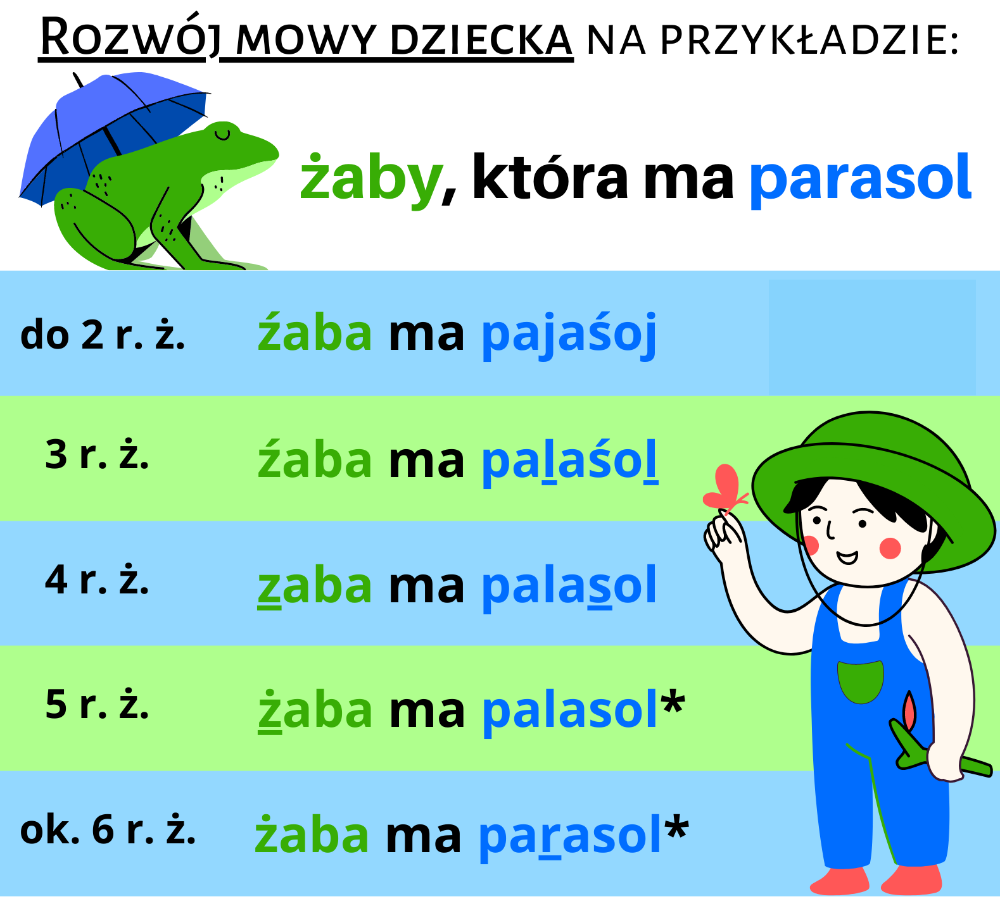 Rozwój mowy dziecka na przykładzie:
żaby, która ma parasol
do 2 r. ż. źaba ma pajaśoj
3 r. ż. źaba ma palaśol
4 r. ż. zaba ma palasol
5 r. ż. żaba ma palasol*
ok. 6 r. ż. żaba ma parasol*